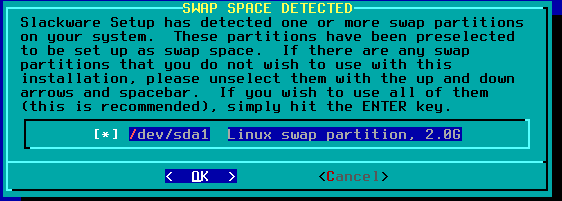 SWAP SPACE DETECTED
Slackware Setup has detected one or more swap partitions
on your system.  These partitions have been preselected
to be set up as swap space.  If there are any swap
partitions that you do not wish to use with this
installation, please unselect them with the up and down
arrows and spacebar.  If you wish to use all of them
(this is recommended), simply hit the ENTER key.
[*] /dev/sda1  Linux swap partition, 2.0G
<  OK  > <Cancel>